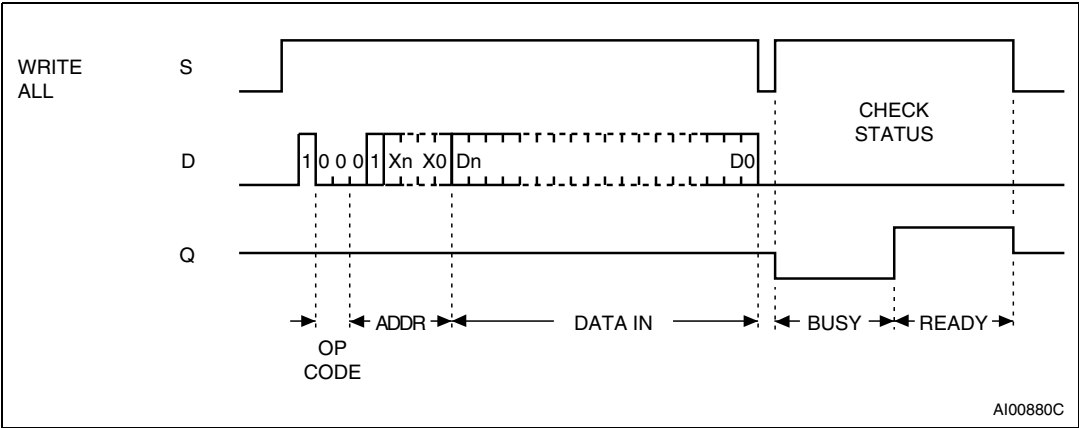 WRITE
ALL
S
CHECK
STATUS
D
1 0 0 0 1 Xn X0 Dn D0
Q
ADDR
DATA IN
BUSY
READY
OP
CODE
AI00880C